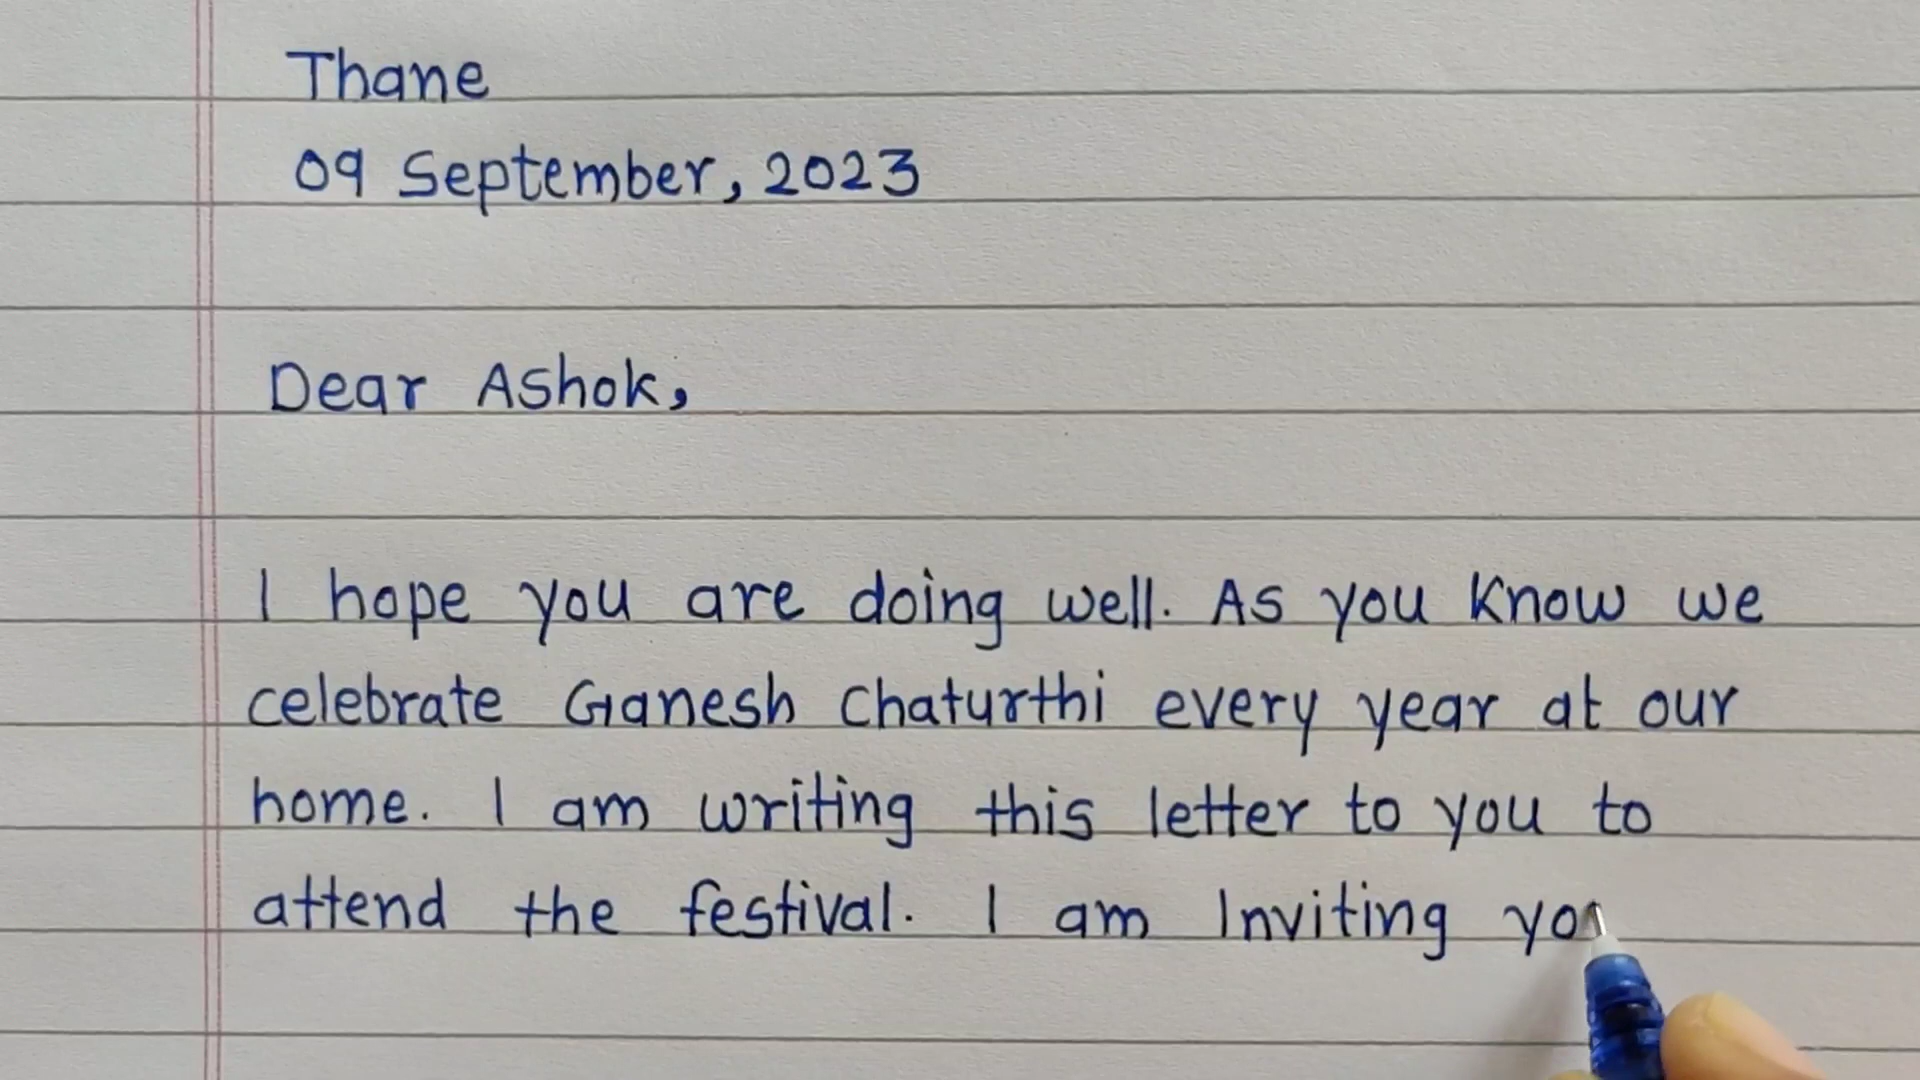 Thane
09 September, 2023
Dear Ashok,
I hope you are doing well. As you know we
celebrate Ganesh chaturthi every year at our
home. I am writing this letter to you to
attend the festival. I am Inviting yo